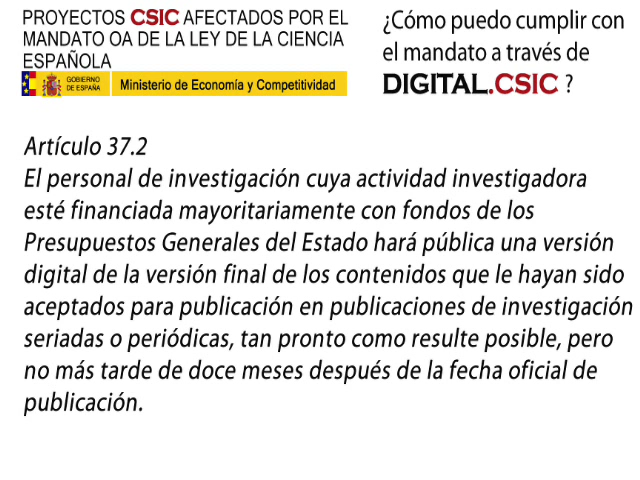 PROYECTOS CSIC AFECTADOS POR EL
MANDATO OA DE LA LEY DE LA CIENCIA
ESPAÑOLA
GOBIERNO
DE ESPAÑA
Ministerio de Economía y Competitividad
¿Cómo puedo cumplir con
el mandato a través de
DIGITAL.CSIC ?
Artículo 37.2
El personal de investigación cuya actividad investigadora
esté financiada mayoritariamente con fondos de los
Presupuestos Generales del Estado hará pública una versión
digital de la versión final de los contenidos que le hayan sido
aceptados para publicación en publicaciones de investigación
seriadas o periódicas, tan pronto como resulte posible, pero
no más tarde de doce meses después de la fecha oficial de
publicación.